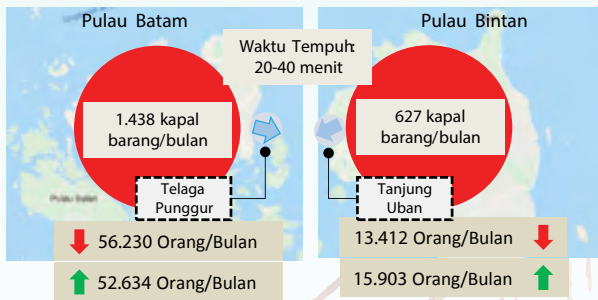 Pulau Batam
Pulau Bintan
Waktu Tempuh:
20-40 menit
1.438 kapal
barang/bulan
627 kapal
barang/bulan
Telaga
Punggur
Tanjung
Uban
Pulau Bulan
56.230 Orang/Bulan
52.634 Orang/Bulan
13.412 Orang/Bulan
15.903 Orang/Bulan